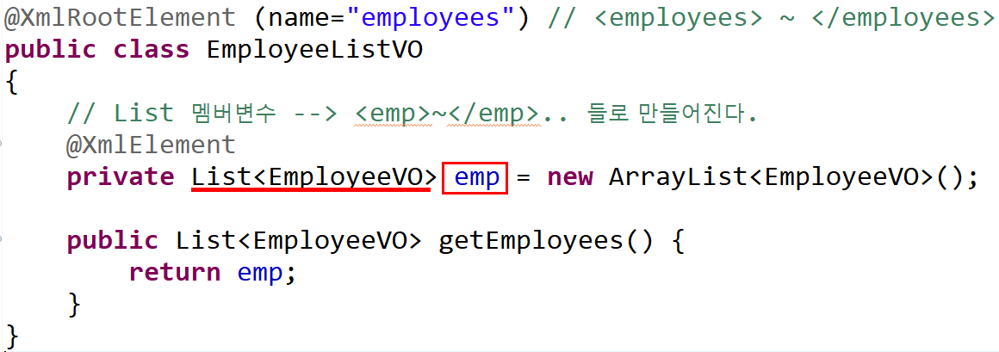 @XmlRootElement (name="employees") // <employees> ~ </employees>
public class EmployeeListVO
{
// List 멤버변수 --> <emp>~</emp>.. 들로 만들어진다.
@XmlElement
private List<EmployeeVO> emp = new ArrayList<EmployeeVO>();
public List<EmployeeVO> getEmployees() {
return emp;
}
}